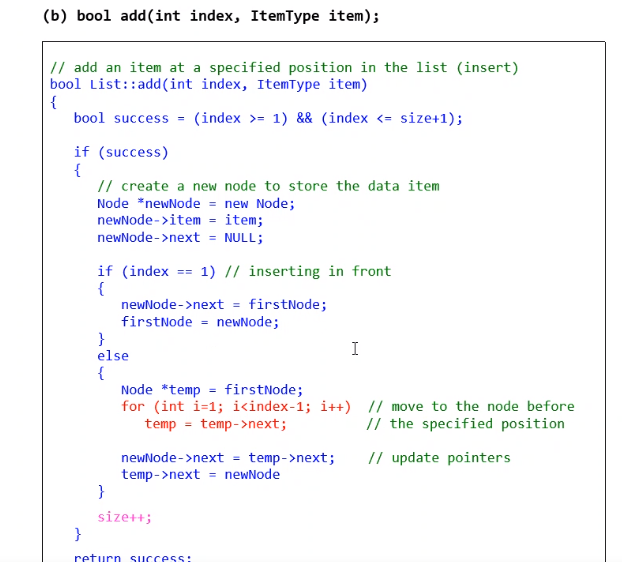 (b) bool add(int index, ItemType item);
// add an item at a specified position in the list (insert)
bool List::add(int index, ItemType item)
{
bool success = (index >= 1) && (index <= size+1);
if (success)
{
// create a new node to store the data item
Node *newNode = new Node;
newNode->item = item;
newNode->next = NULL;
if (index == 1) // inserting in front
{
newNode->next = firstNode;
firstNode = newNode;
}
else
{
Node *temp = firstNode;
for (int i=1; i<index-1; i++) // move to the node before
temp = temp->next; // the specified position
newNode->next = temp->next; // update pointers
temp->next = newNode
}
size++;
}
return success;